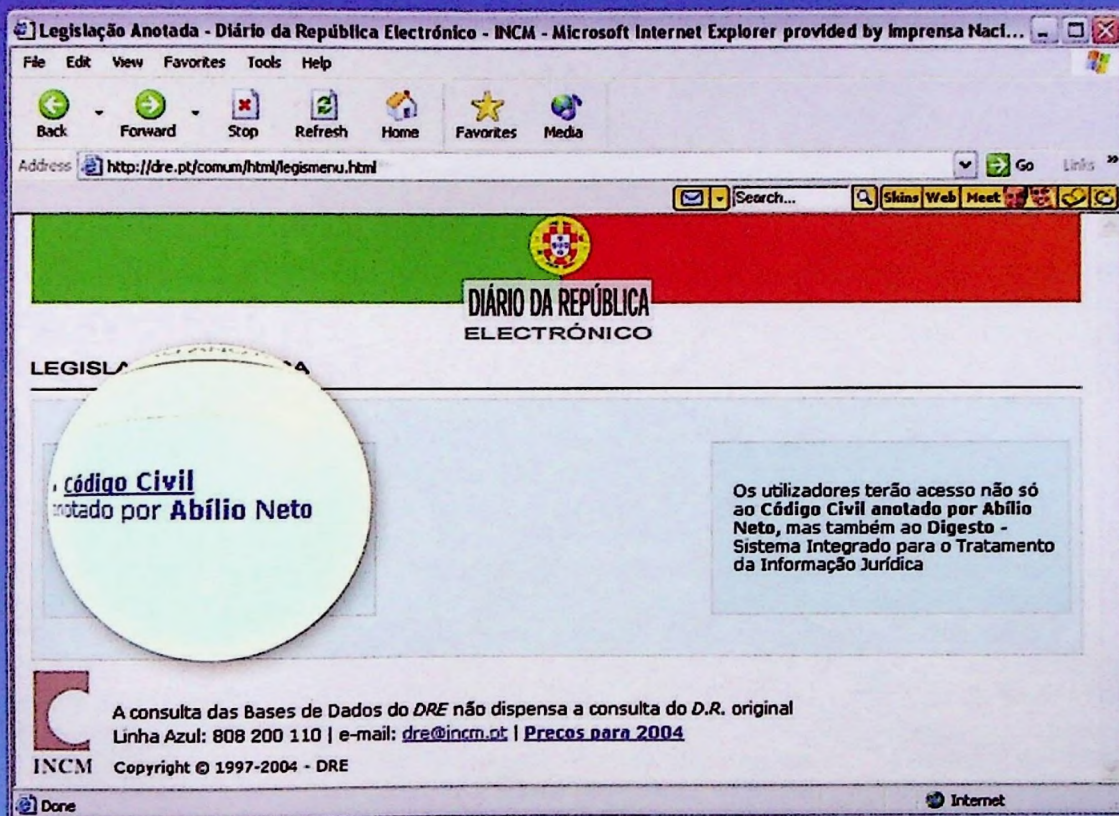 Legislação Anotada - Diário da República Electrónico - INCM - Microsoft Internet Explorer provided by Imprensa Naci...
File Edit View Favorites Tools Help
Back Forward Stop Refresh Home Favorites Media
Address http://dre.pt/comum/html/legismenu.html Go Links »
Search... Skins Web Meet
DIÁRIO DA REPÚBLICA
ELECTRÓNICO
Código Civil
por Abílio Neto
Os utilizadores terão acesso não só
ao Código Civil anotado por Abílio
Neto, mas também ao Digesto -
Sistema Integrado para o Tratamento
da Informação Jurídica
A consulta das Bases de Dados do DRE não dispensa a consulta do D.R. original
Linha Azul: 808 200 110 | e-mail: dre@incm.pt | Preços para 2004
INCM Copyright © 1997-2004 - DRE
Done Internet